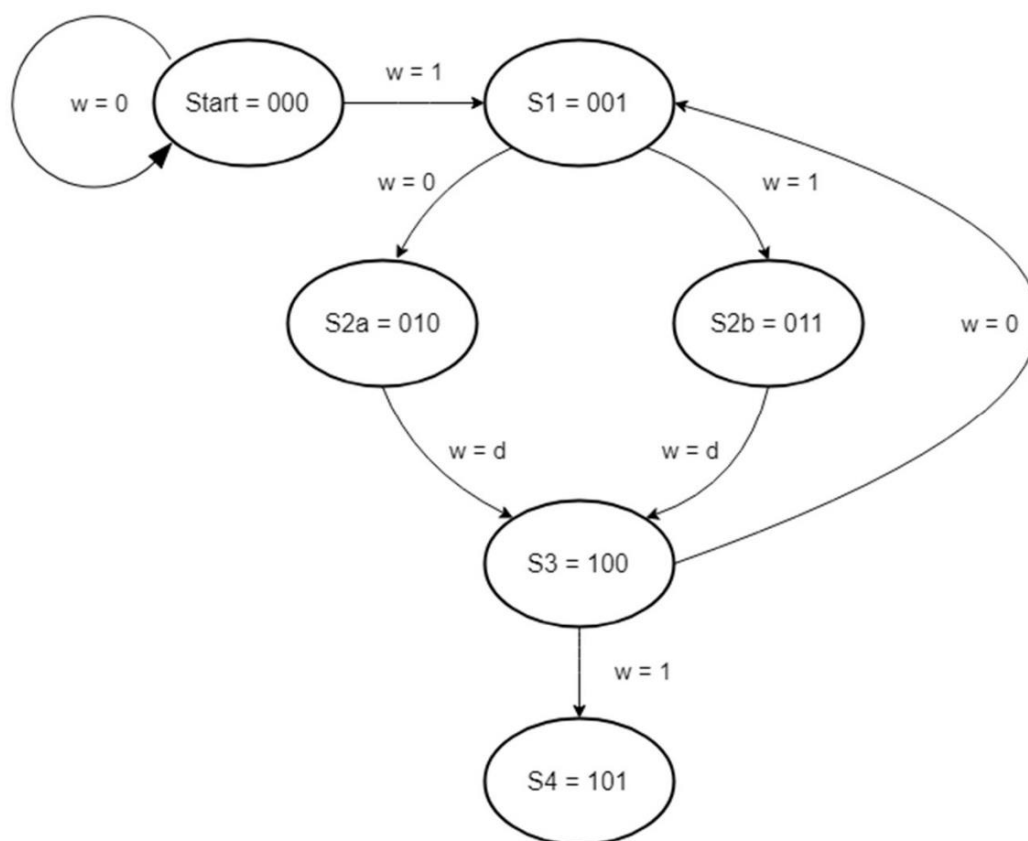 w = 1
w = 0
Start = 000
S1 = 001
w = 0
w = 1
S2a = 010
S2b = 011
w = 0
w = d
w = d
S3 = 100
w = 1
S4 = 101